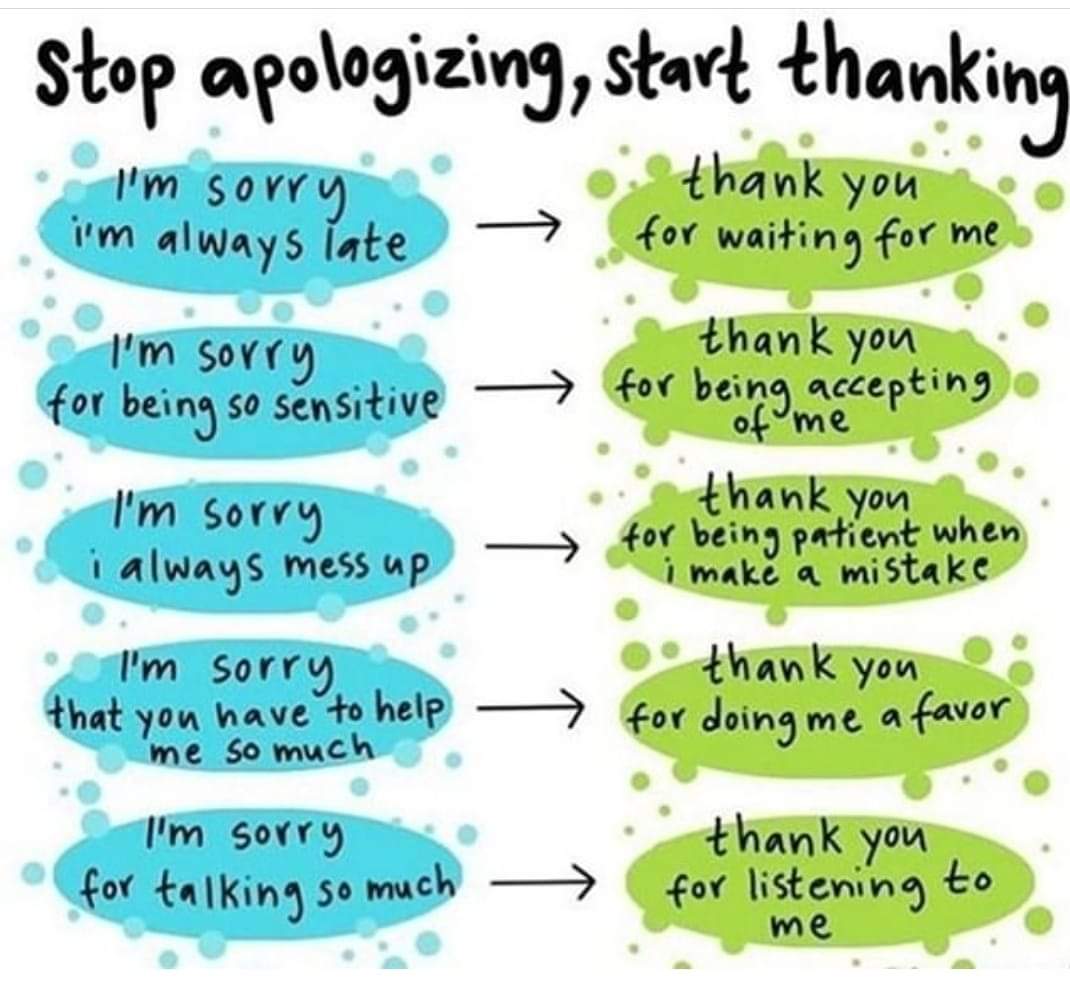 Stop apologizing, start thanking
I'm sorry
i'm always late
thank you
for waiting for me
I'm sorry
for being so sensitive
thank you
for being accepting
of me
I'm sorry
i always mess up
thank you
for being patient when
i make a mistake
I'm sorry
that you have to help
me so much
thank you
for doing me a favor
I'm sorry
for talking so much
thank you
for listening to
me